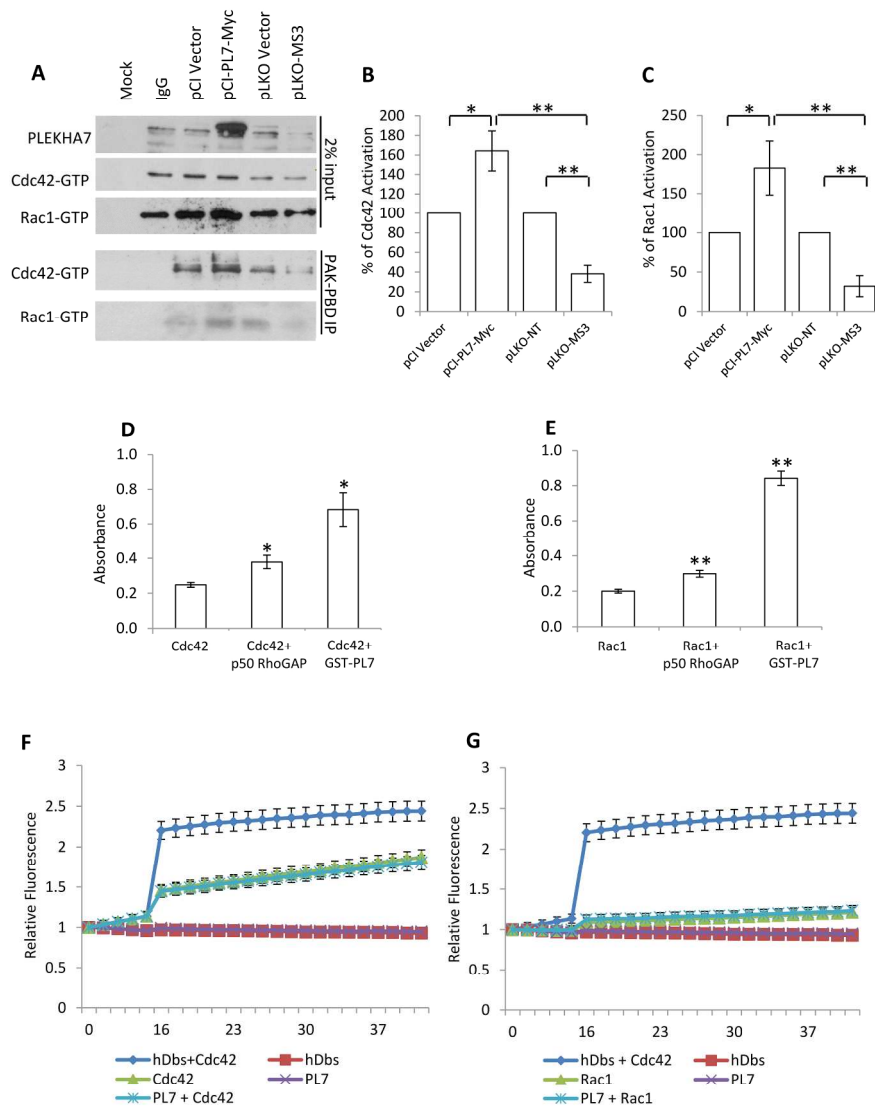 A
Mock
IgG
pCI Vector
pCI-PL7-Myc
pLKO Vector
pLKO-MS3
PLEKHA7
Cdc42-GTP
Rac1-GTP
2% input
Cdc42-GTP
Rac1-GTP
PAK-PBD IP
B
% of Cdc42 Activation
200
180
160
140
120
100
80
60
40
20
0
*
**
**
pCI Vector
pCI-PL7-Myc
pLKO-NT
pLKO-MS3
C
% of Rac1 Activation
250
200
150
100
50
0
*
**
**
pCI Vector
pCI-PL7-Myc
pLKO-NT
pLKO-MS3
D
Absorbance
1.0
0.8
0.6
0.4
0.2
0.0
*
*
Cdc42
Cdc42+
p50 RhoGAP
Cdc42+
GST-PL7
E
Absorbance
1.0
0.8
0.6
0.4
0.2
0.0
**
**
Rac1
Rac1+
p50 RhoGAP
Rac1+
GST-PL7
F
Relative Fluorescence
3
2.5
2
1.5
1
0.5
0
0 16 23 30 37
hDbs+Cdc42
hDbs
Cdc42
PL7
PL7 + Cdc42
G
Relative Fluorescence
3
2.5
2
1.5
1
0.5
0
0 16 23 30 37
hDbs + Cdc42
hDbs
Rac1
PL7
PL7 + Rac1